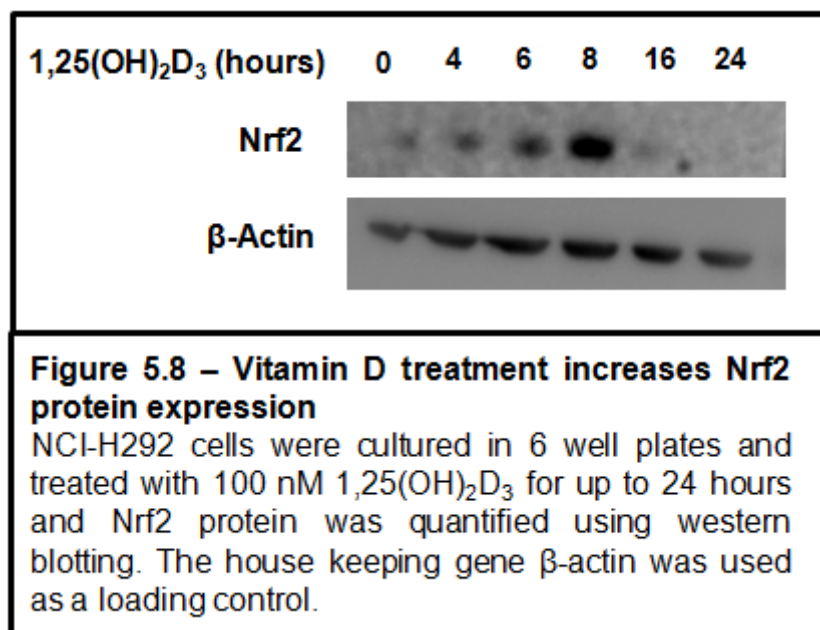 1,25(OH)₂D₃ (hours) 0 4 6 8 16 24
Nrf2
β-Actin
Figure 5.8 – Vitamin D treatment increases Nrf2
protein expression
NCI-H292 cells were cultured in 6 well plates and
treated with 100 nM 1,25(OH)₂D₃ for up to 24 hours
and Nrf2 protein was quantified using western
blotting. The house keeping gene β-actin was used
as a loading control.